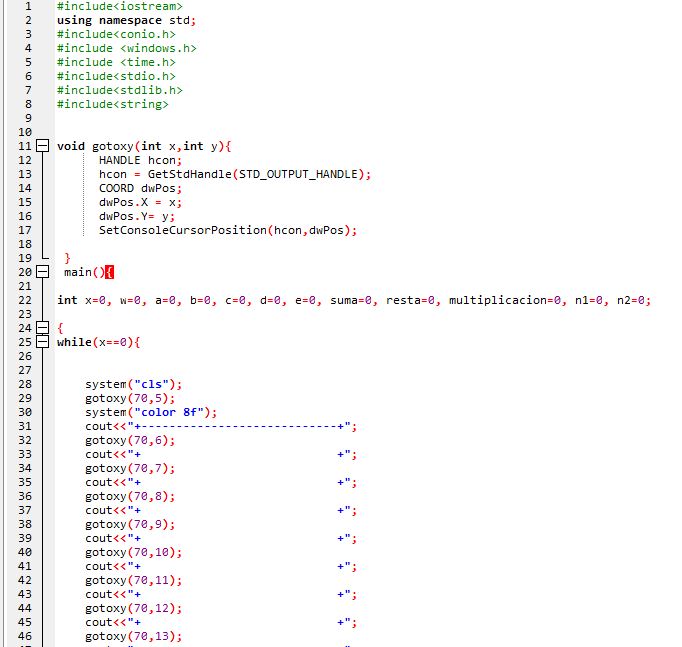 1 #include<iostream>
2 using namespace std;
3 #include<conio.h>
4 #include <windows.h>
5 #include <time.h>
6 #include<stdio.h>
7 #include<stdlib.h>
8 #include<string>
9
10
11 void gotoxy(int x,int y){
12 HANDLE hcon;
13 hcon = GetStdHandle(STD_OUTPUT_HANDLE);
14 COORD dwPos;
15 dwPos.X = x;
16 dwPos.Y= y;
17 SetConsoleCursorPosition(hcon,dwPos);
18
19 }
20 main(){
21
22 int x=0, w=0, a=0, b=0, c=0, d=0, e=0, suma=0, resta=0, multiplicacion=0, n1=0, n2=0;
23
24 {
25 while(x==0){
26
27
28 system("cls");
29 gotoxy(70,5);
30 system("color 8f");
31 cout<<"+----------------------------+";
32 gotoxy(70,6);
33 cout<<"+                            +";
34 gotoxy(70,7);
35 cout<<"+                            +";
36 gotoxy(70,8);
37 cout<<"+                            +";
38 gotoxy(70,9);
39 cout<<"+                            +";
40 gotoxy(70,10);
41 cout<<"+                            +";
42 gotoxy(70,11);
43 cout<<"+                            +";
44 gotoxy(70,12);
45 cout<<"+                            +";
46 gotoxy(70,13);